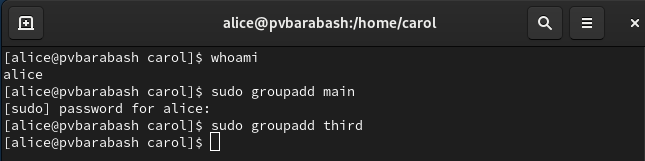 alice@pvbarabash:/home/carol
[alice@pvbarabash carol]$ whoami
alice
[alice@pvbarabash carol]$ sudo groupadd main
[sudo] password for alice:
[alice@pvbarabash carol]$ sudo groupadd third
[alice@pvbarabash carol]$